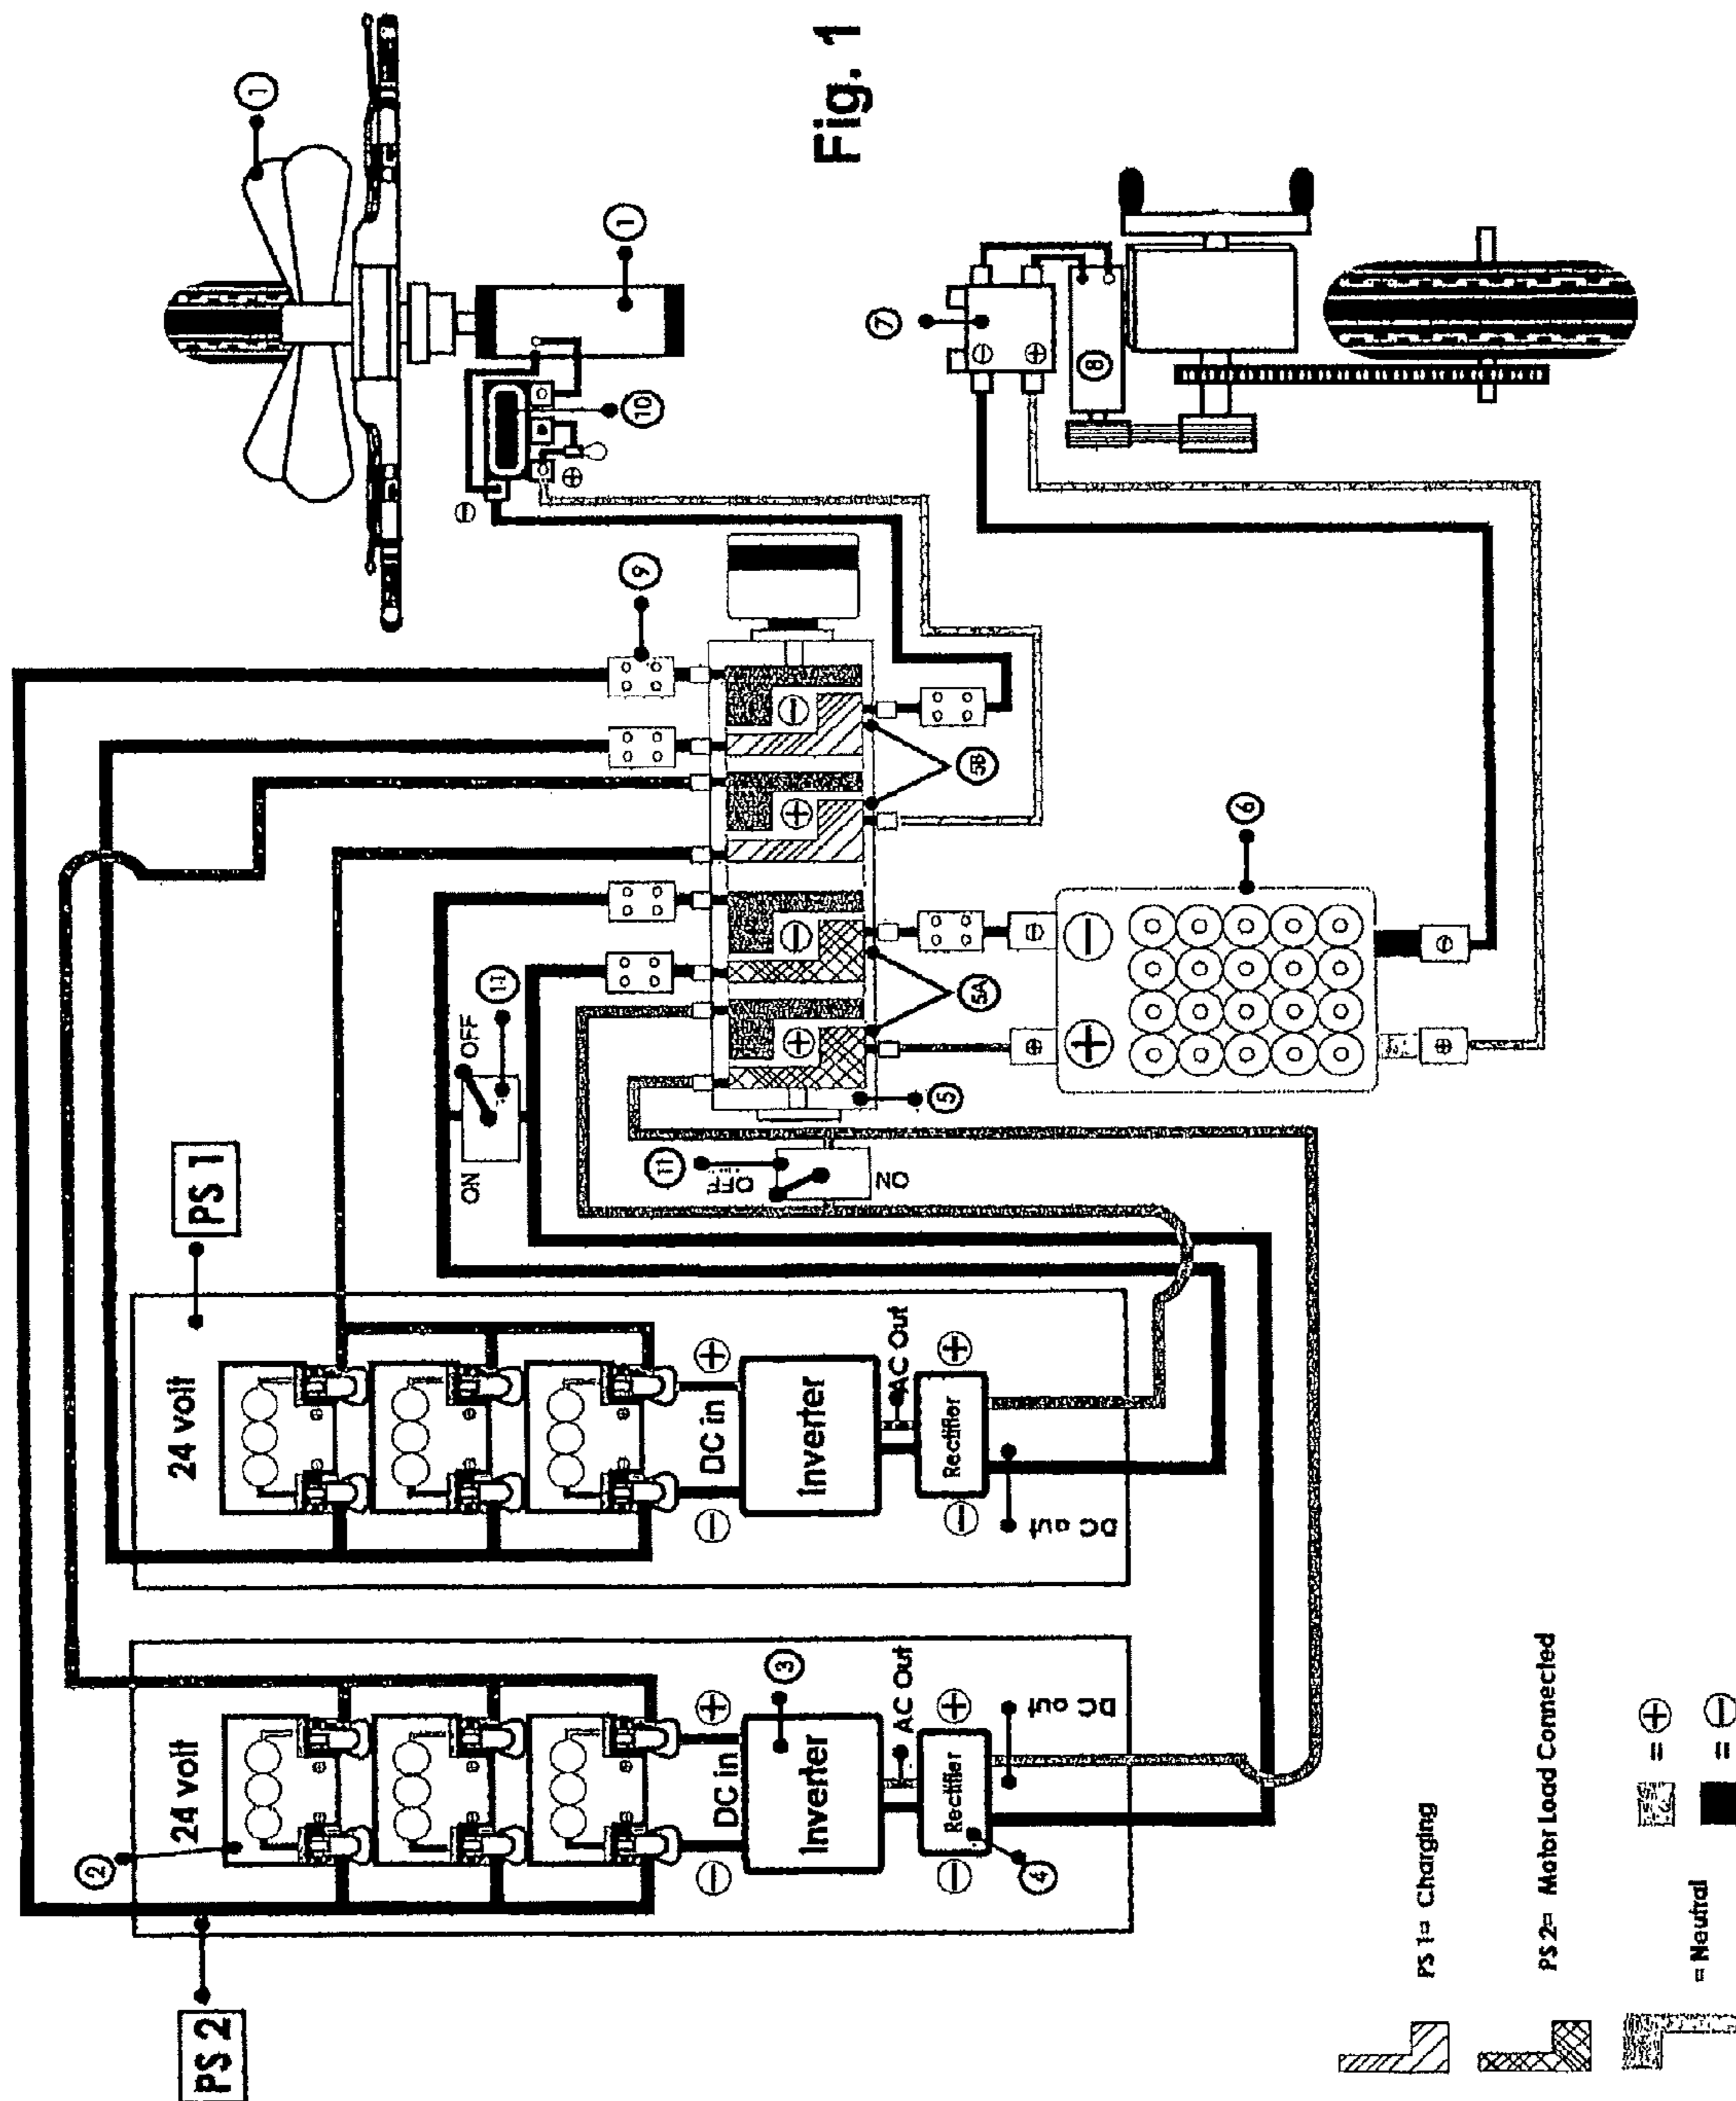 Fig. 1
1
1
10
9
7
8
5B
6
5A
5
11
OFF
ON
11
OFF
ON
PS 1
24 volt
DC in
Inverter
AC Out
Rectifier
DC out
PS 2
24 volt
2
DC in
Inverter
3
AC Out
Rectifier
4
DC out
PS 1= Charging
PS 2= Motor Load Connected
= Neutral
= ⊕
= ⊖